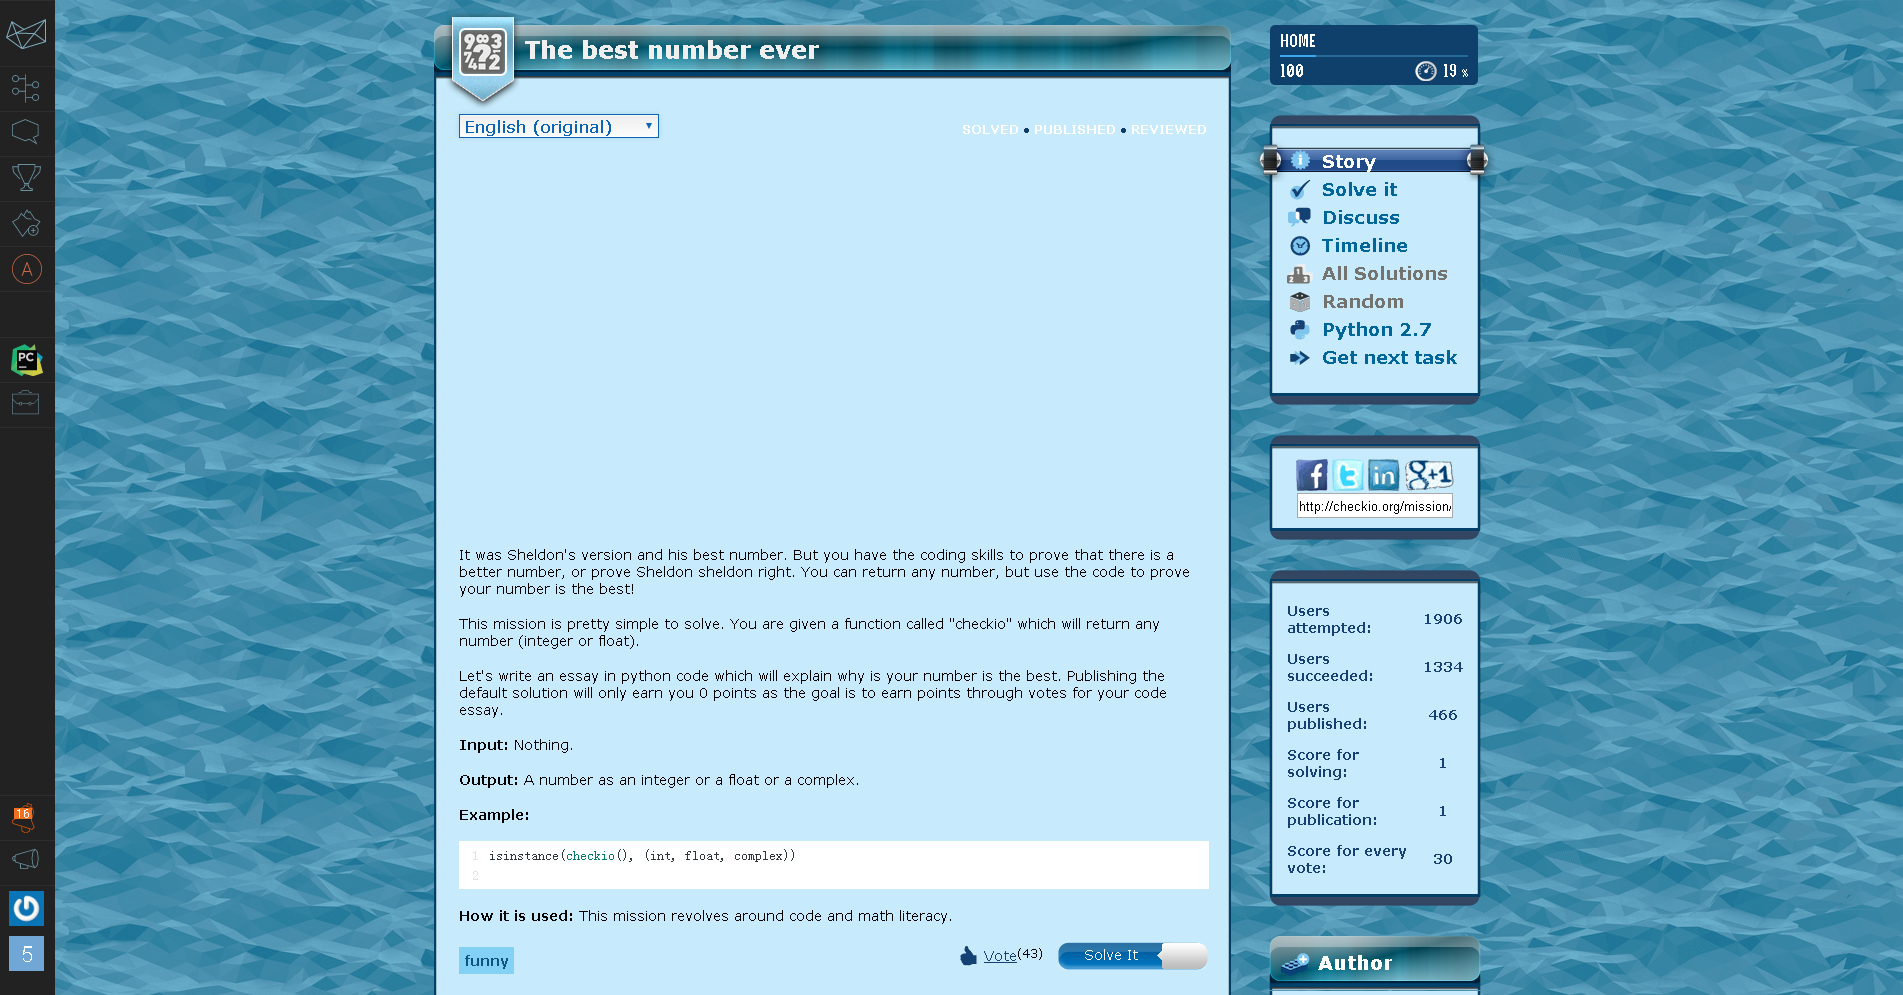 The best number ever
English (original)
SOLVED • PUBLISHED • REVIEWED
It was Sheldon's version and his best number. But you have the coding skills to prove that there is a
better number, or prove Sheldon sheldon right. You can return any number, but use the code to prove
your number is the best!
This mission is pretty simple to solve. You are given a function called "checkio" which will return any
number (integer or float).
Let's write an essay in python code which will explain why is your number is the best. Publishing the
default solution will only earn you 0 points as the goal is to earn points through votes for your code
essay.
Input: Nothing.
Output: A number as an integer or a float or a complex.
Example:
1 isinstance(checkio(), (int, float, complex))
2
How it is used: This mission revolves around code and math literacy.
funny
Vote(43)
Solve It
HOME
100
19 %
Story
Solve it
Discuss
Timeline
All Solutions
Random
Python 2.7
Get next task
f t in g+1
http://checkio.org/mission/
Users
attempted: 1906
Users
succeeded: 1334
Users
published: 466
Score for
solving: 1
Score for
publication: 1
Score for every
vote: 30
Author
A
PC
16
5